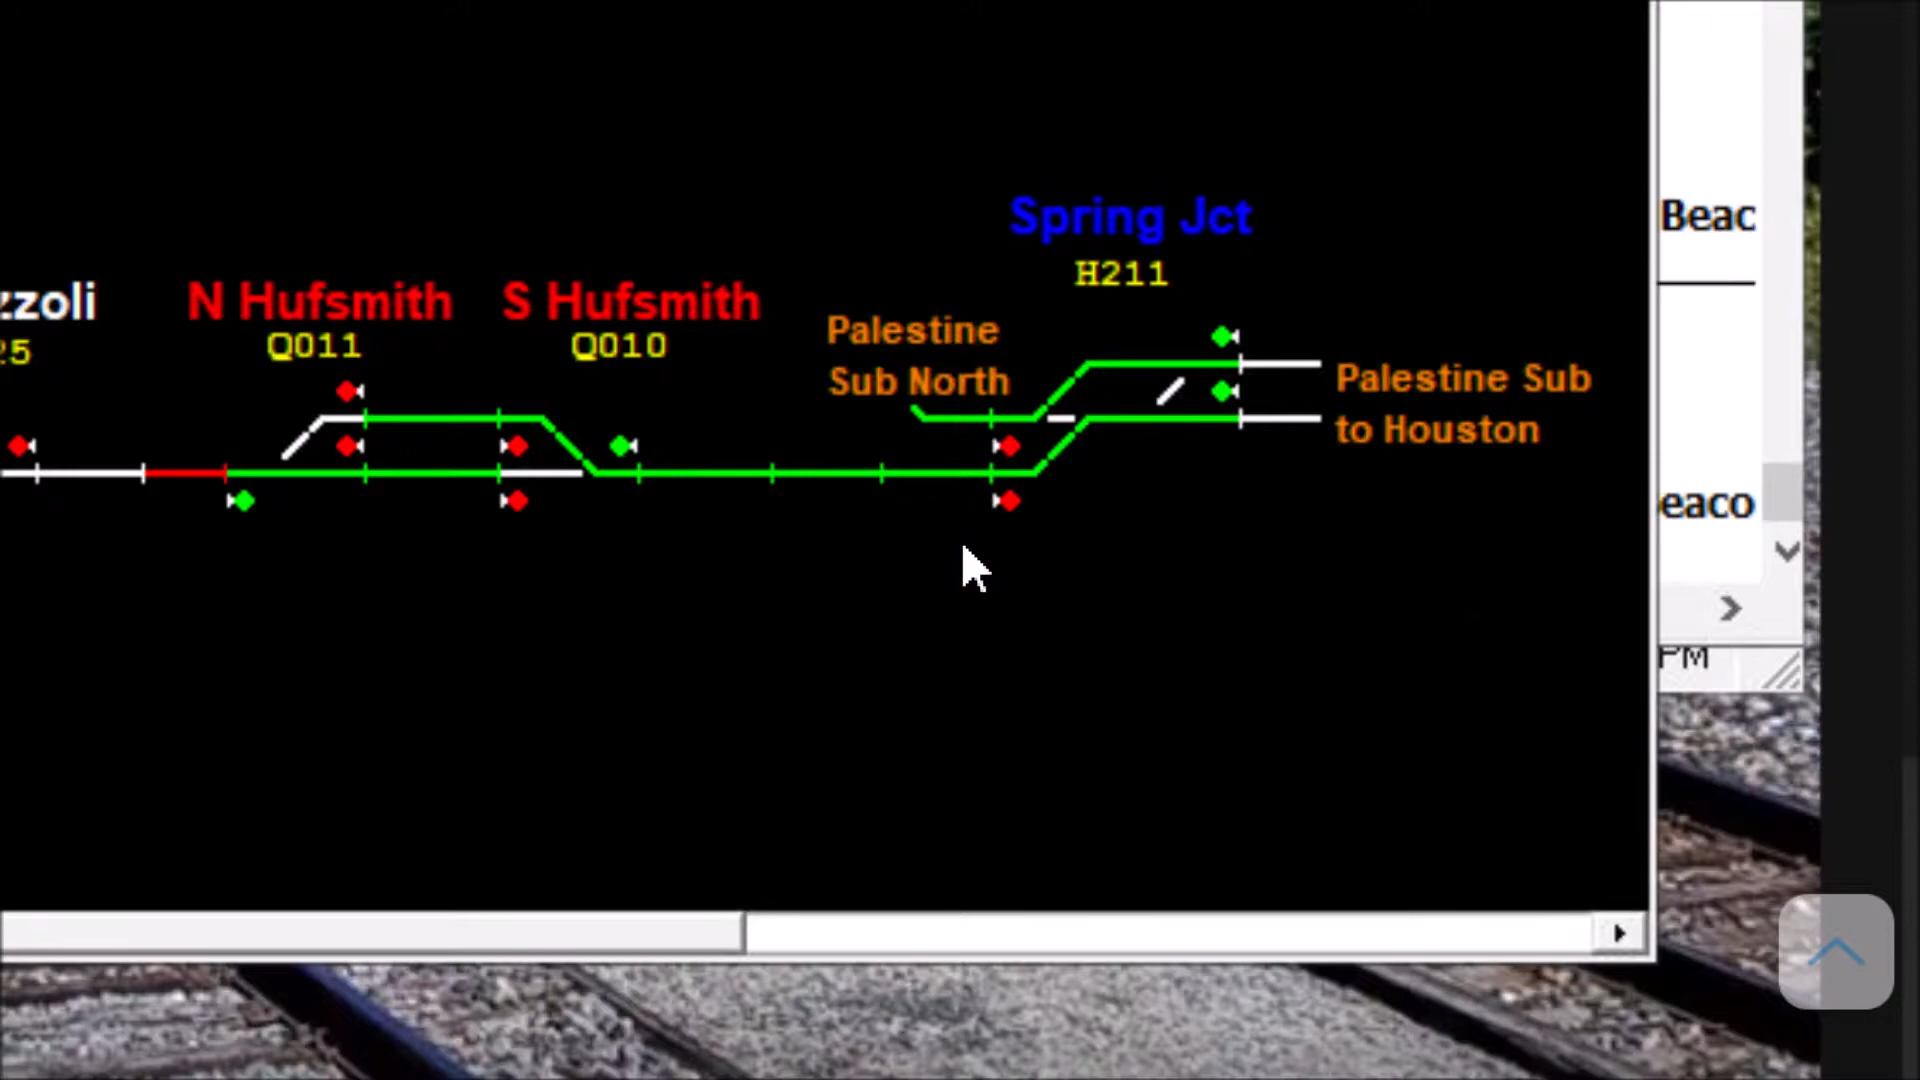 Spring Jct
H211
zzoli
25
N Hufsmith
Q011
S Hufsmith
Q010
Palestine
Sub North
Palestine Sub
to Houston
Beac
eaco
PM